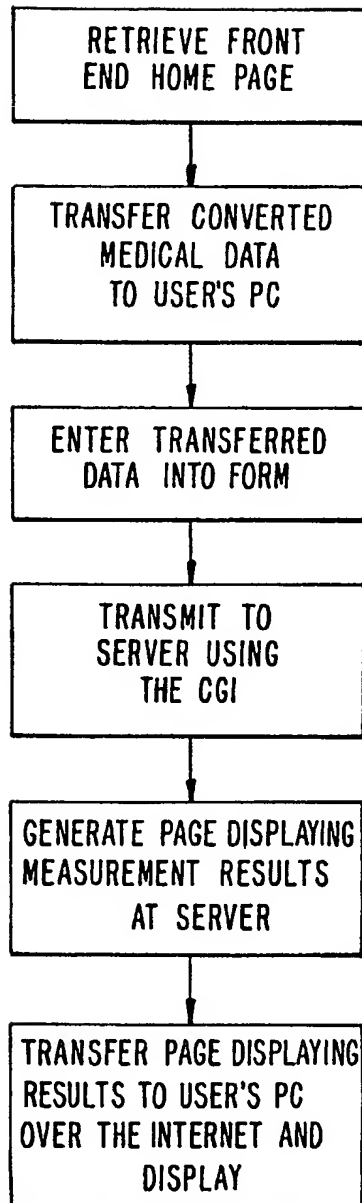 RETRIEVE FRONT
END HOME PAGE
TRANSFER CONVERTED
MEDICAL DATA
TO USER'S PC
ENTER TRANSFERRED
DATA INTO FORM
TRANSMIT TO
SERVER USING
THE CGI
GENERATE PAGE DISPLAYING
MEASUREMENT RESULTS
AT SERVER
TRANSFER PAGE DISPLAYING
RESULTS TO USER'S PC
OVER THE INTERNET AND
DISPLAY